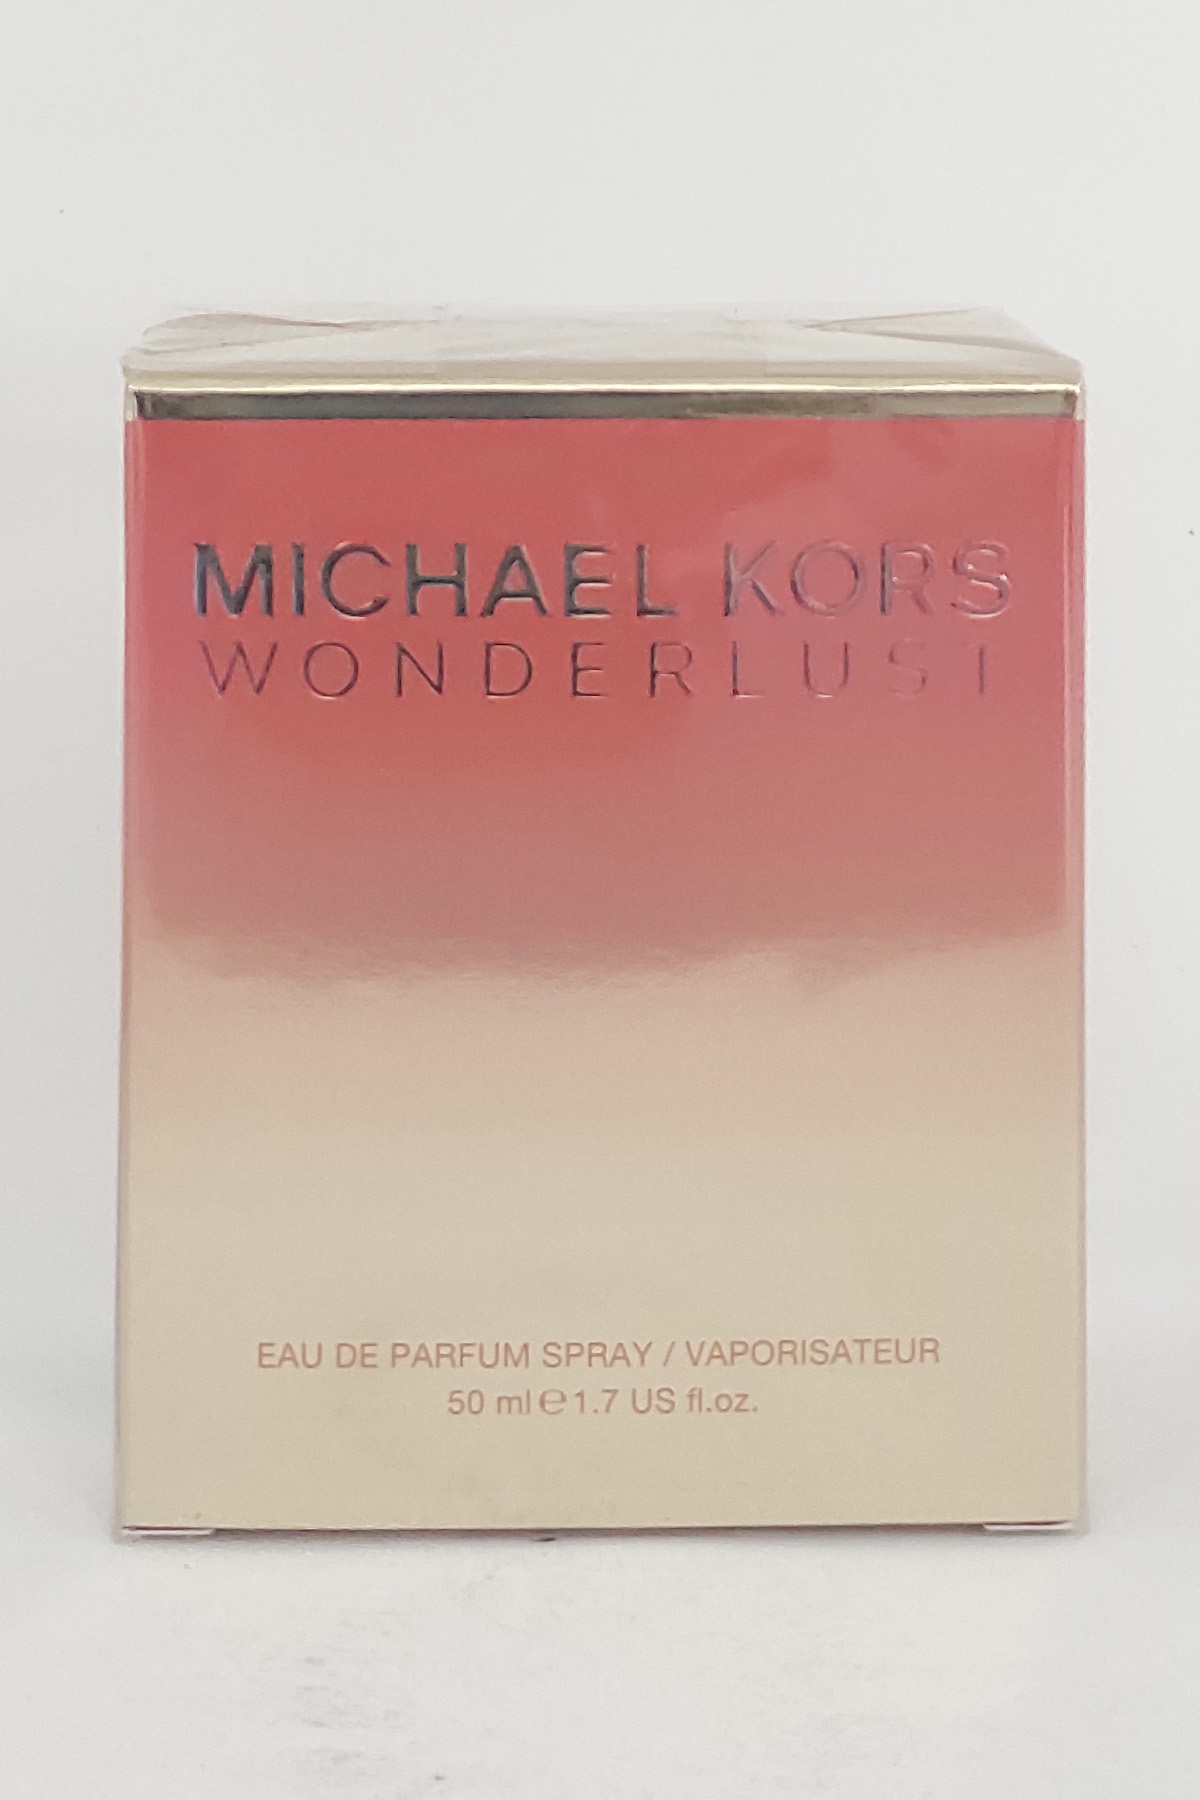 MICHAEL KORS
WONDERLUST
EAU DE PARFUM SPRAY / VAPORISATEUR
50 ml ℮ 1.7 US fl.oz.